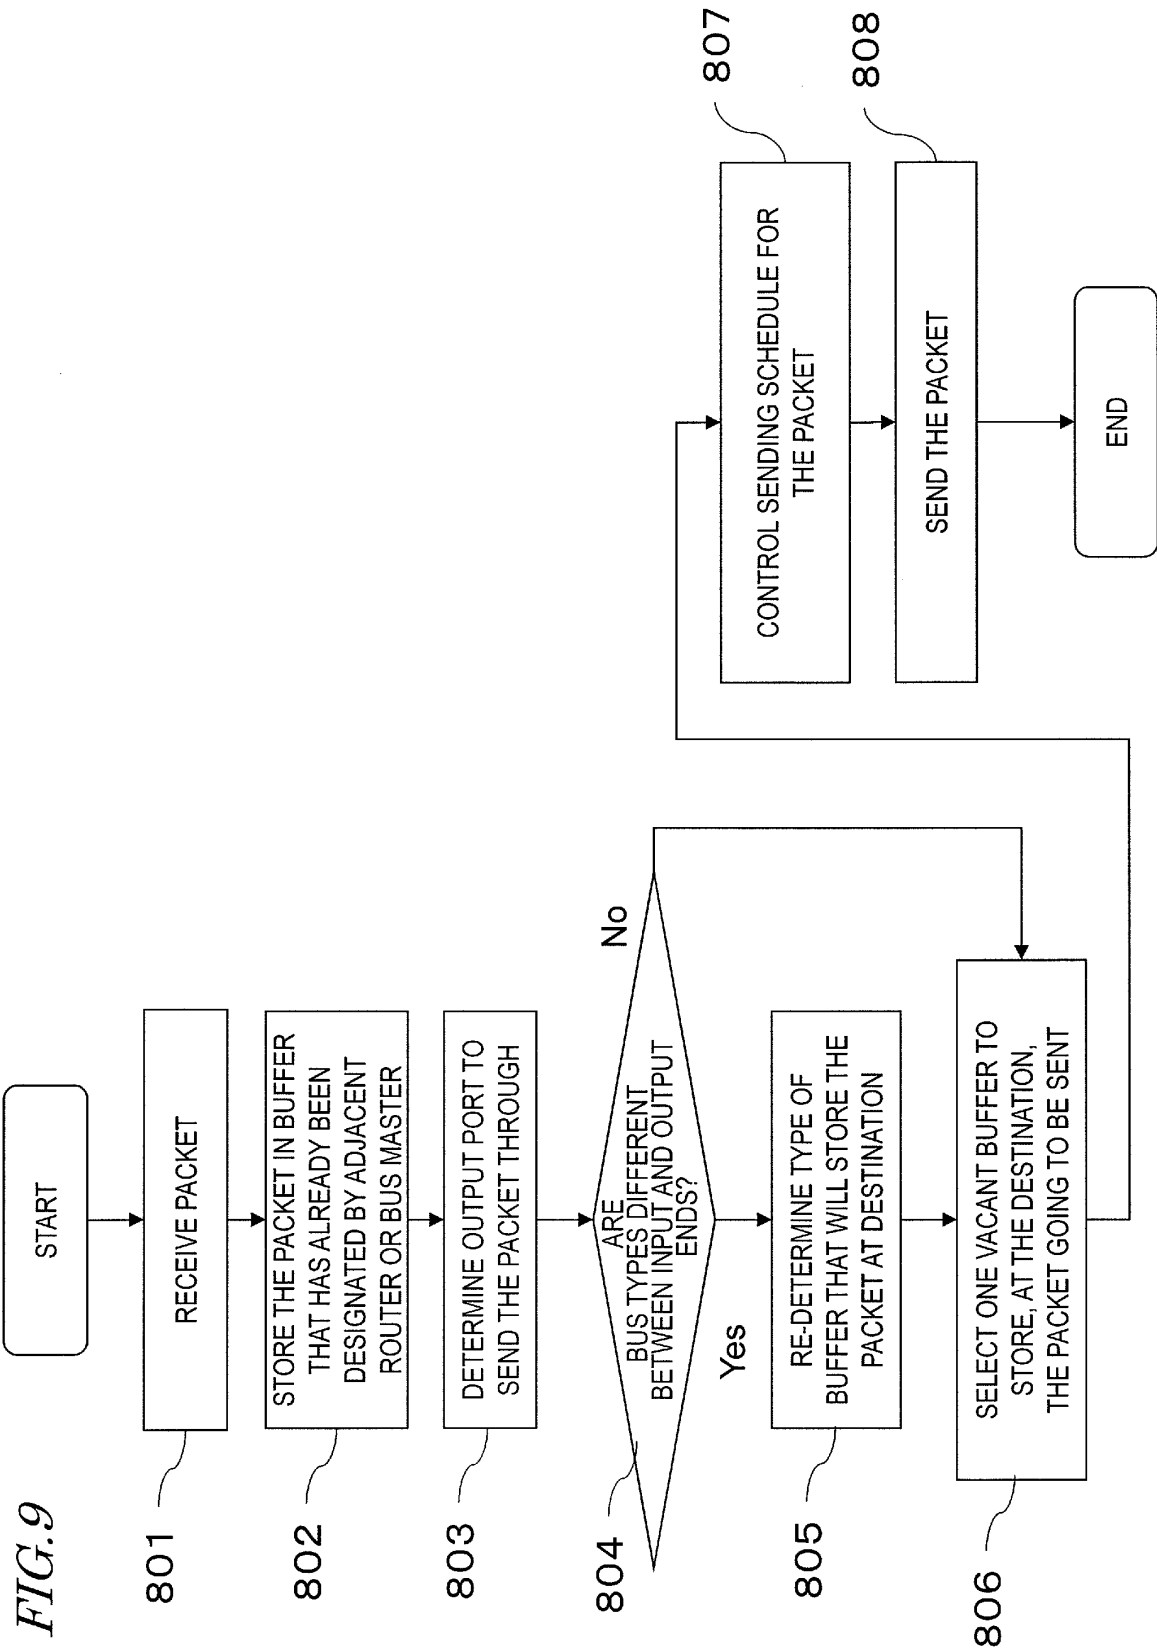 FIG.9
START
801
RECEIVE PACKET
802
STORE THE PACKET IN BUFFER
THAT HAS ALREADY BEEN
DESIGNATED BY ADJACENT
ROUTER OR BUS MASTER
803
DETERMINE OUTPUT PORT TO
SEND THE PACKET THROUGH
804
ARE
BUS TYPES DIFFERENT
BETWEEN INPUT AND OUTPUT
ENDS?
No
Yes
805
RE-DETERMINE TYPE OF
BUFFER THAT WILL STORE THE
PACKET AT DESTINATION
806
SELECT ONE VACANT BUFFER TO
STORE, AT THE DESTINATION,
THE PACKET GOING TO BE SENT
807
CONTROL SENDING SCHEDULE FOR
THE PACKET
808
SEND THE PACKET
END